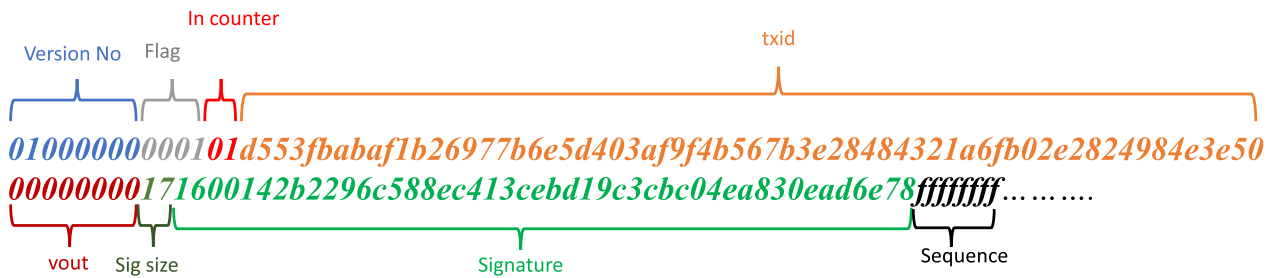 In counter
Version No Flag txid
01000000000101d553fbabaf1b26977b6e5d403af9f4b567b3e28484321a6fb02e2824984e3e50
00000000171600142b2296c588ec413cebd19c3cbc04ea830ead6e78ffffffff... ... ....
vout Sig size Signature Sequence